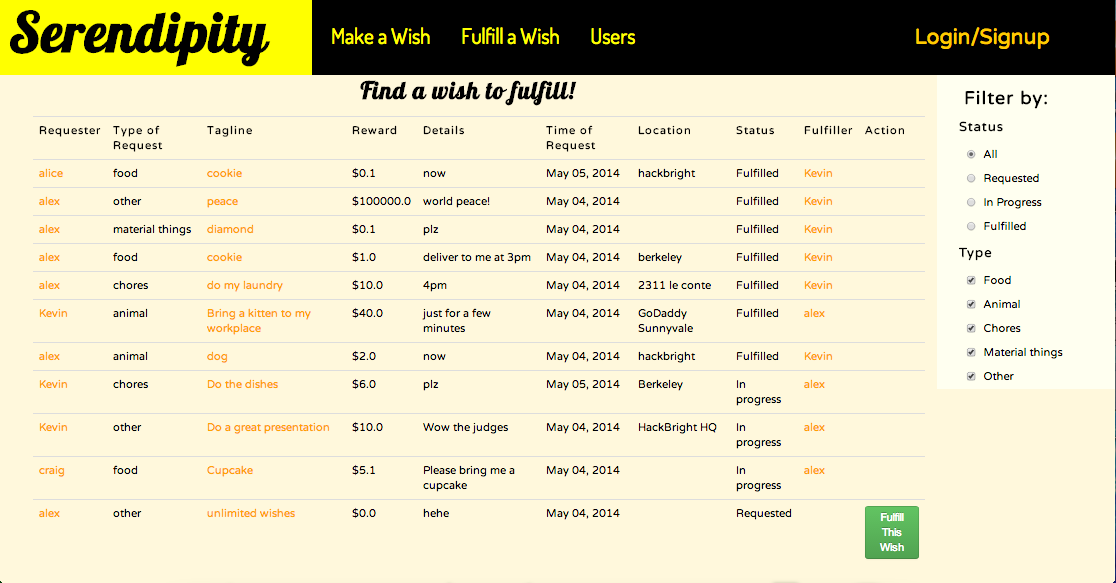 Serendipity
Make a Wish Fulfill a Wish Users Login/Signup
Find a wish to fulfill!
Requester Type of Request Tagline Reward Details Time of Request Location Status Fulfiller Action
alice food cookie $0.1 now May 05, 2014 hackbright Fulfilled Kevin
alex other peace $100000.0 world peace! May 04, 2014 Fulfilled Kevin
alex material things diamond $0.1 plz May 04, 2014 Fulfilled Kevin
alex food cookie $1.0 deliver to me at 3pm May 04, 2014 berkeley Fulfilled Kevin
alex chores do my laundry $10.0 4pm May 04, 2014 2311 le conte Fulfilled Kevin
Kevin animal Bring a kitten to my workplace $40.0 just for a few minutes May 04, 2014 GoDaddy Sunnyvale Fulfilled alex
alex animal dog $2.0 now May 04, 2014 hackbright Fulfilled Kevin
Kevin chores Do the dishes $6.0 plz May 05, 2014 Berkeley In progress alex
Kevin other Do a great presentation $10.0 Wow the judges May 04, 2014 HackBright HQ In progress alex
craig food Cupcake $5.1 Please bring me a cupcake May 04, 2014 In progress alex
alex other unlimited wishes $0.0 hehe May 04, 2014 Requested Fulfill This Wish
Filter by:
Status
All
Requested
In Progress
Fulfilled
Type
Food
Animal
Chores
Material things
Other